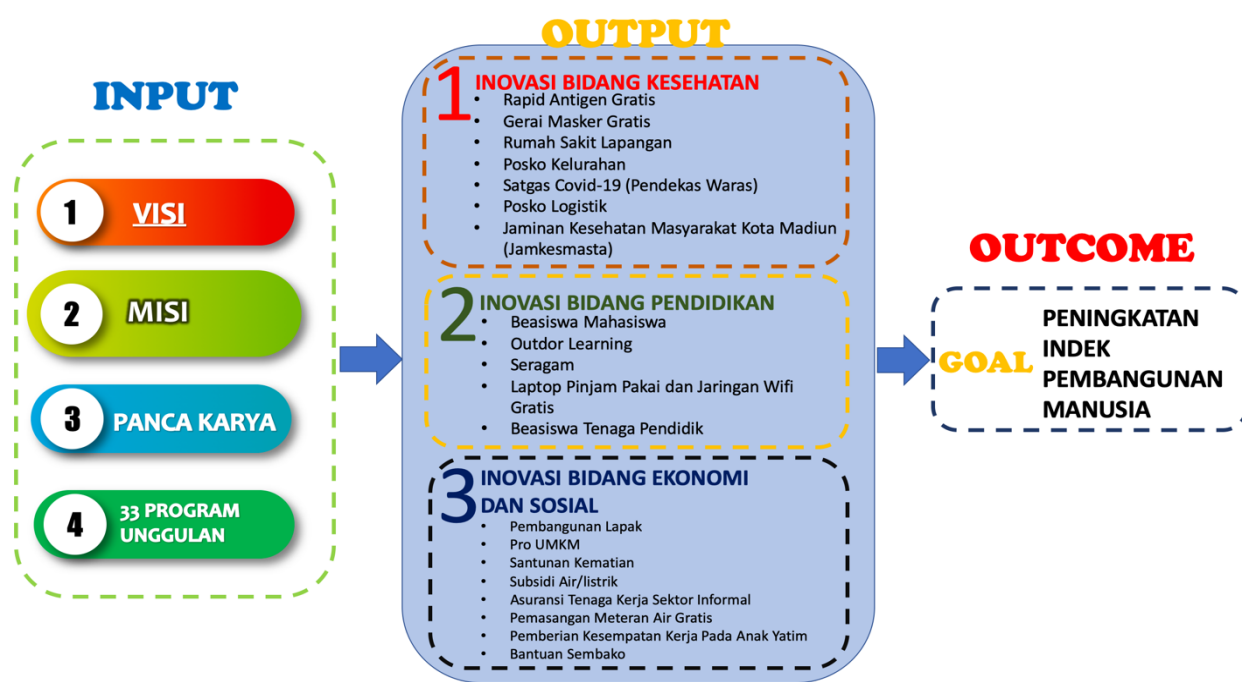 INPUT
1 VISI
2 MISI
3 PANCA KARYA
4 33 PROGRAM
UNGGULAN
OUTPUT
1 INOVASI BIDANG KESEHATAN
• Rapid Antigen Gratis
• Gerai Masker Gratis
• Rumah Sakit Lapangan
• Posko Kelurahan
• Satgas Covid-19 (Pendekas Waras)
• Posko Logistik
• Jaminan Kesehatan Masyarakat Kota Madiun
(Jamkesmasta)
2 INOVASI BIDANG PENDIDIKAN
• Beasiswa Mahasiswa
• Outdor Learning
• Seragam
• Laptop Pinjam Pakai dan Jaringan Wifi
Gratis
• Beasiswa Tenaga Pendidik
3 INOVASI BIDANG EKONOMI
DAN SOSIAL
• Pembangunan Lapak
• Pro UMKM
• Santunan Kematian
• Subsidi Air/listrik
• Asuransi Tenaga Kerja Sektor Informal
• Pemasangan Meteran Air Gratis
• Pemberian Kesempatan Kerja Pada Anak Yatim
• Bantuan Sembako
OUTCOME
GOAL
PENINGKATAN
INDEK
PEMBANGUNAN
MANUSIA